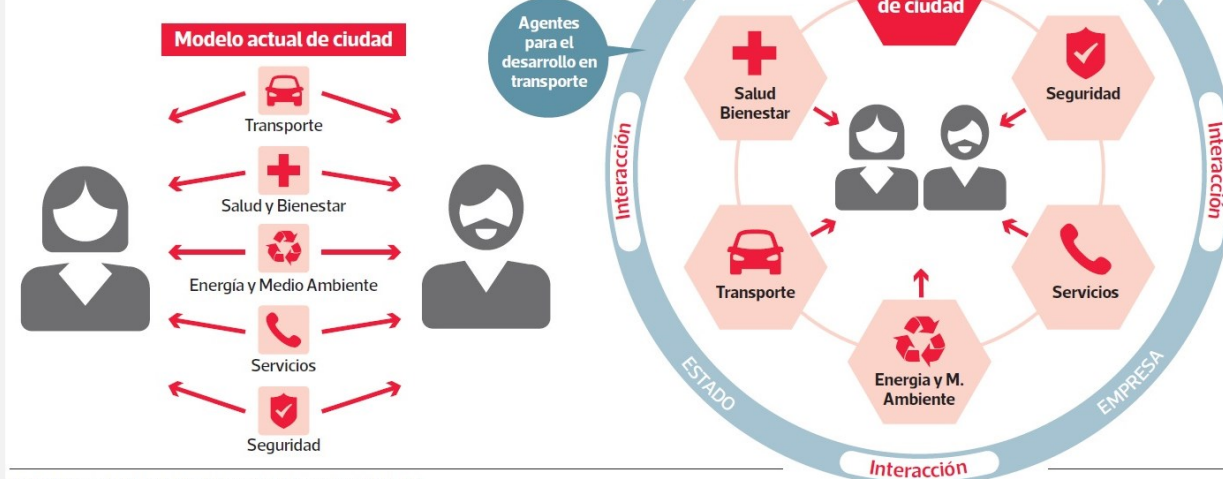 Modelo actual de ciudad
Transporte
Salud y Bienestar
Energía y Medio Ambiente
Servicios
Seguridad
Agentes
para el
desarrollo en
transporte
de ciudad
Salud
Bienestar
Seguridad
Interacción
Interacción
Transporte
Servicios
Energia y M.
Ambiente
ESTADO
EMPRESA
Interacción